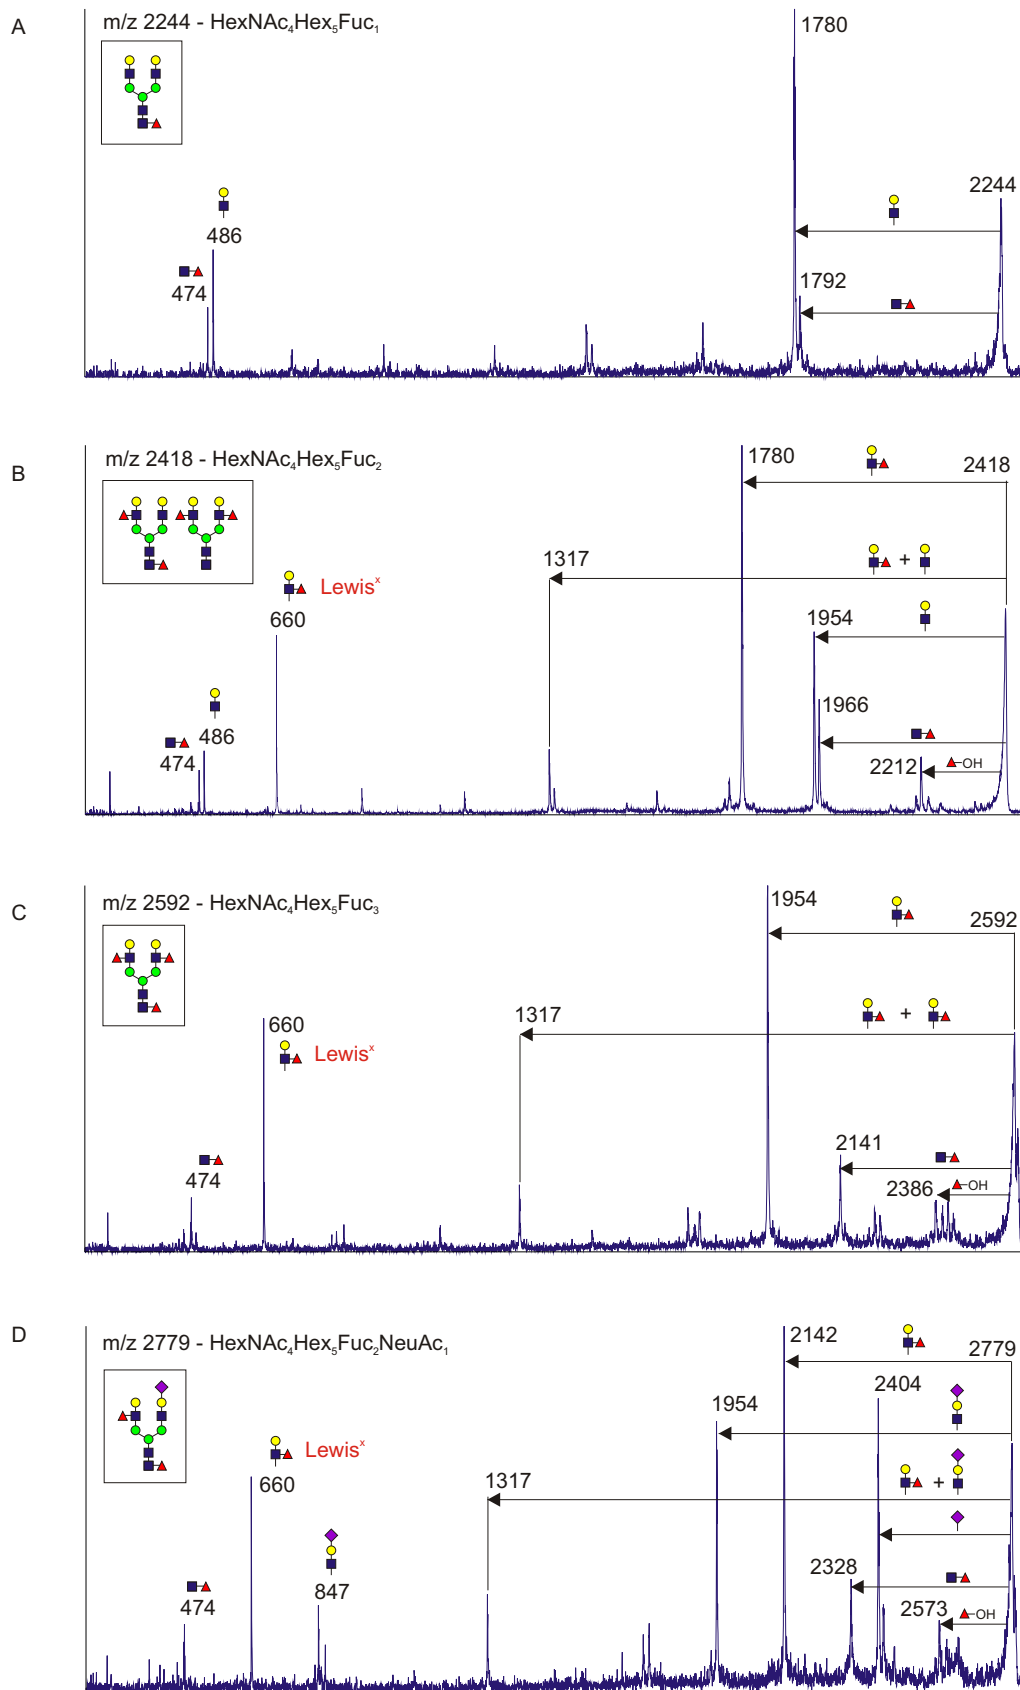 A
m/z 2244 - HexNAc₄Hex₅Fuc₁
1780
2244
486
474
1792
B
m/z 2418 - HexNAc₄Hex₅Fuc₂
1780
2418
1317
+
Lewisˣ
660
1954
1966
486
474
2212
-OH
C
m/z 2592 - HexNAc₄Hex₅Fuc₃
1954
2592
1317
+
660
Lewisˣ
2141
474
2386
-OH
D
m/z 2779 - HexNAc₄Hex₅Fuc₂NeuAc₁
2142
2779
2404
1954
Lewisˣ
660
1317
+
847
2328
474
2573
-OH